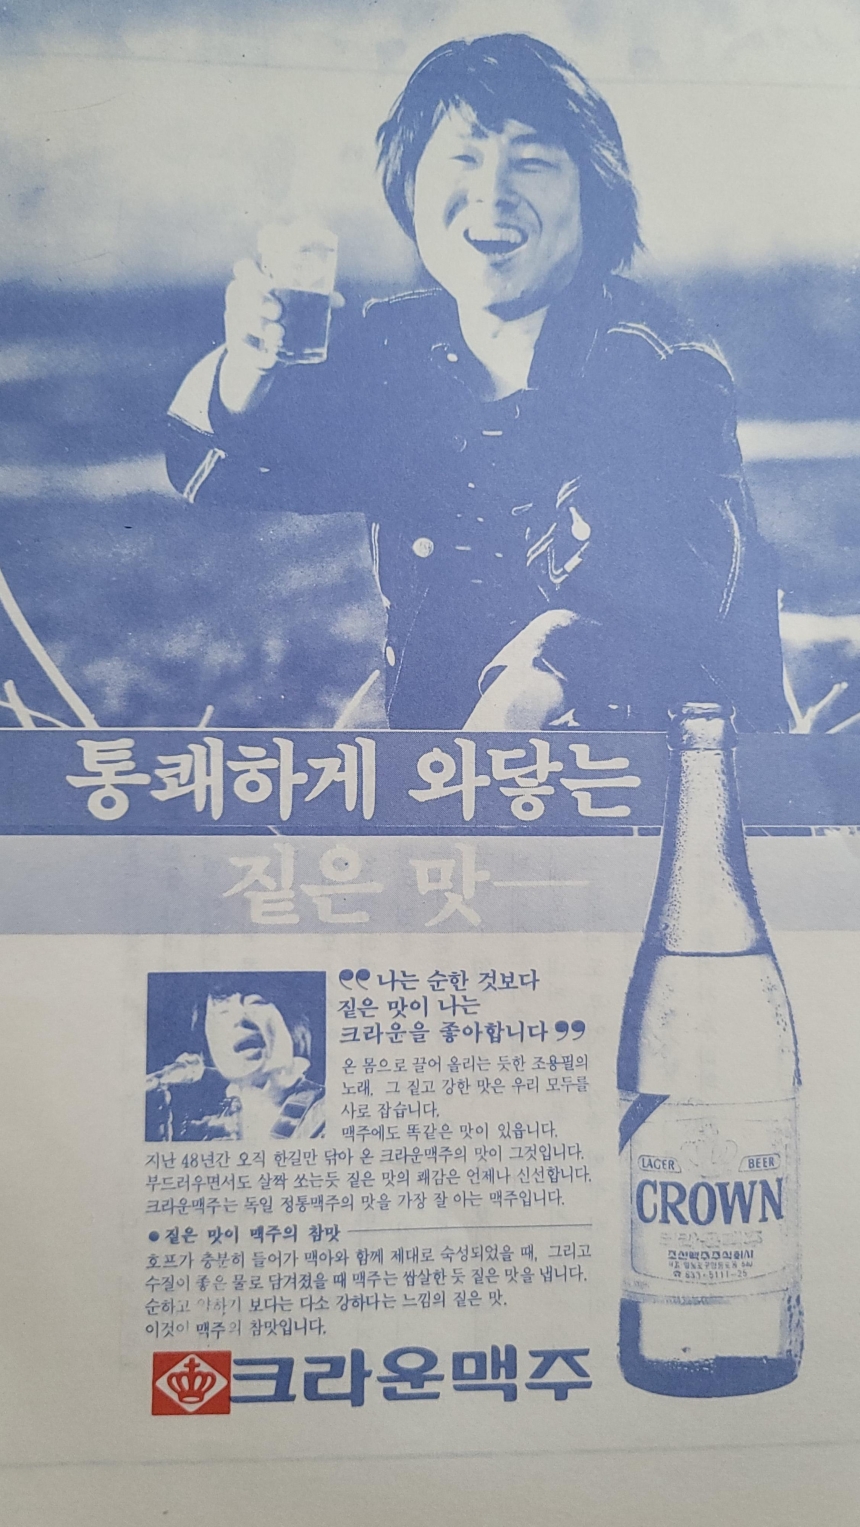 통쾌하게 와닿는
짙은 맛—
❝나는 순한 것보다
짙은 맛이 나는
크라운을 좋아합니다❞
온 몸으로 끌어 올리는 듯한 조용필의
노래, 그 짙고 강한 맛은 우리 모두를
사로 잡습니다.
맥주에도 똑같은 맛이 있읍니다.
지난 48년간 오직 한길만 닦아 온 크라운맥주의 맛이 그것입니다.
부드러우면서도 살짝 쏘는듯 짙은 맛의 쾌감은 언제나 신선합니다.
크라운맥주는 독일 정통맥주의 맛을 가장 잘 아는 맥주입니다.
●짙은 맛이 맥주의 참맛
호프가 충분히 들어가 맥아와 함께 제대로 숙성되었을 때, 그리고
수질이 좋은 물로 담겨졌을 때 맥주는 쌉살한 듯 짙은 맛을 냅니다.
순하고 약하기 보다는 다소 강하다는 느낌의 짙은 맛.
이것이 맥주의 참맛입니다.
LAGER BEER
CROWN
조선맥주주식회사
☎ 633-5111~25
크라운맥주